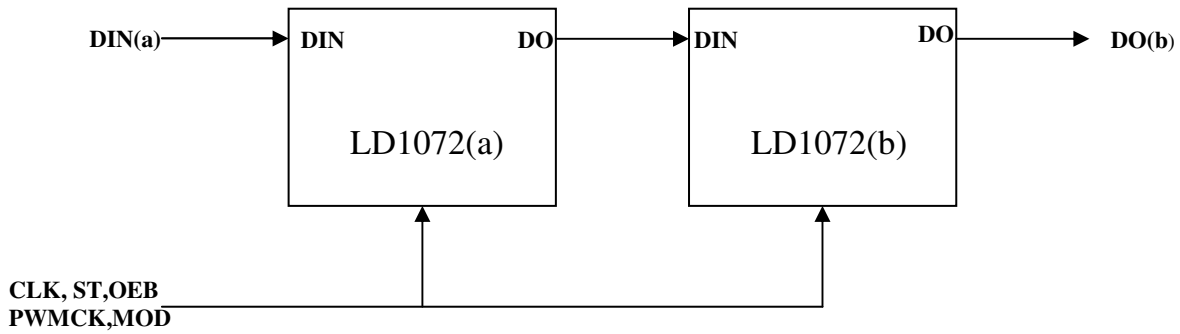 DIN(a) DIN DO DIN DO DO(b)
LD1072(a) LD1072(b)
CLK, ST,OEB
PWMCK,MOD